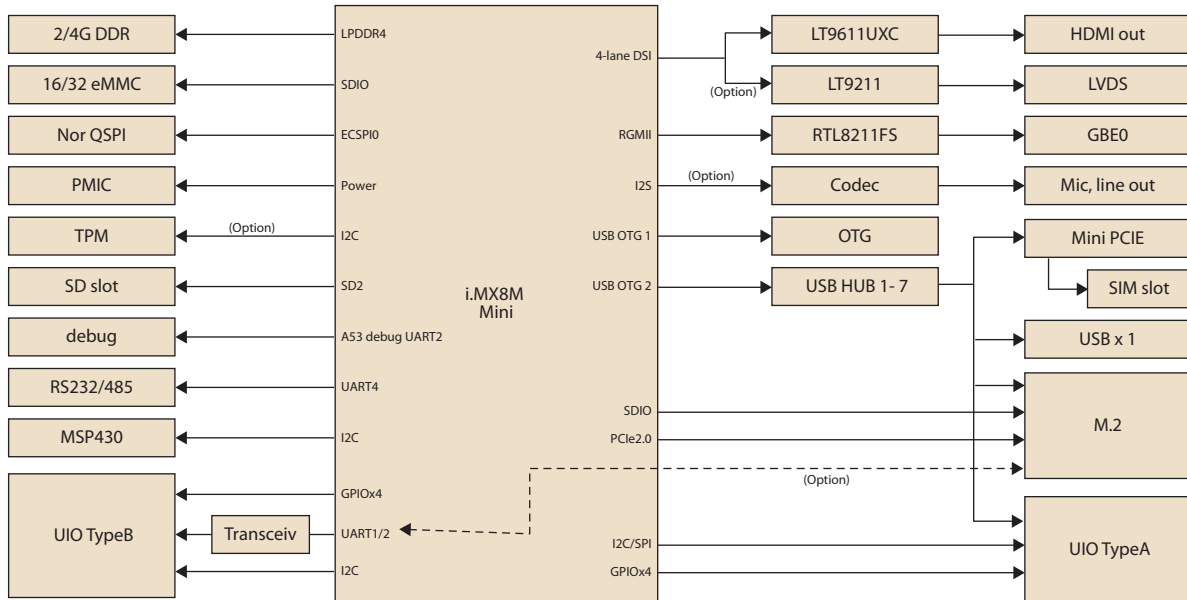 2/4G DDR
LPDDR4
4-lane DSI
LT9611UXC
HDMI out
16/32 eMMC
SDIO
(Option)
LT9211
LVDS
Nor QSPI
ECSPI0
RGMII
RTL8211FS
GBE0
PMIC
Power
I2S
(Option)
Codec
Mic, line out
TPM
(Option)
I2C
USB OTG 1
OTG
Mini PCIE
SD slot
SD2
i.MX8M
Mini
USB OTG 2
USB HUB 1- 7
SIM slot
debug
A53 debug UART2
USB x 1
RS232/485
UART4
SDIO
M.2
MSP430
I2C
PCIe2.0
(Option)
UIO TypeB
GPIOx4
Transceiv
UART1/2
I2C
I2C/SPI
GPIOx4
UIO TypeA